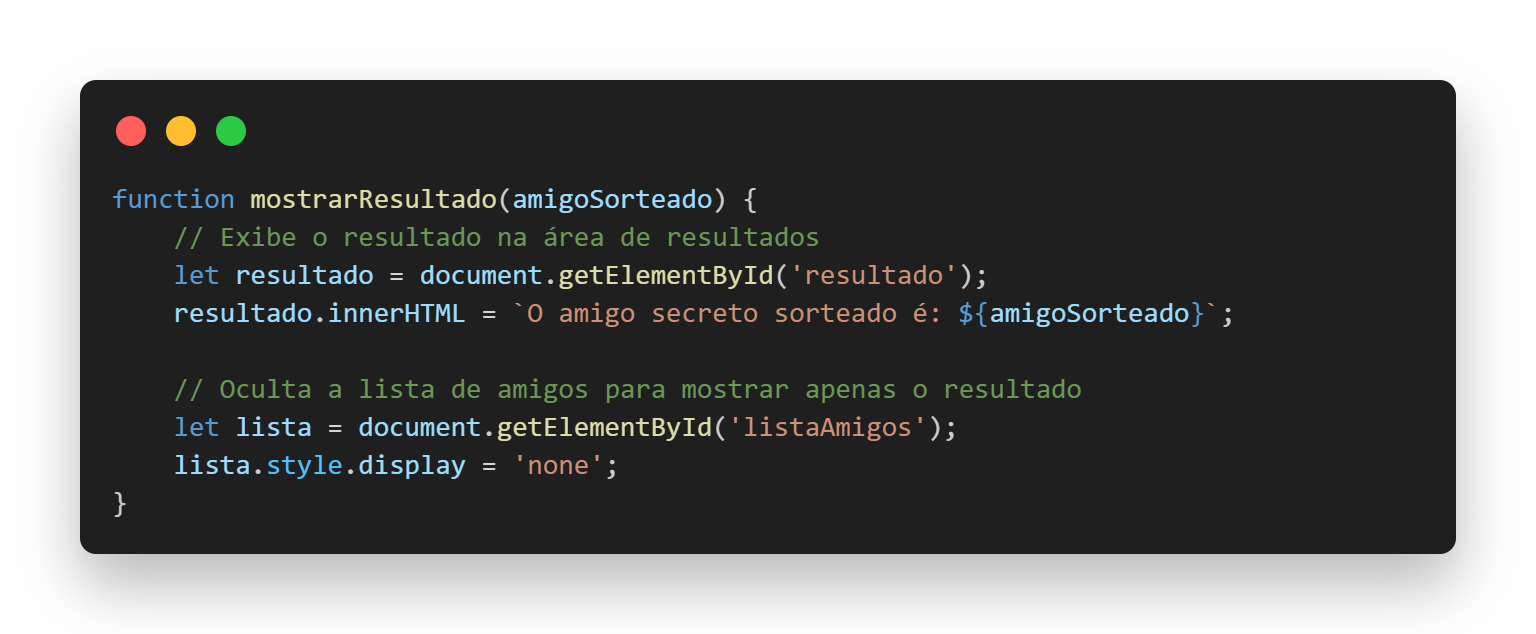 function mostrarResultado(amigoSorteado) {
    // Exibe o resultado na área de resultados
    let resultado = document.getElementById('resultado');
    resultado.innerHTML = `O amigo secreto sorteado é: ${amigoSorteado}`;

    // Oculta a lista de amigos para mostrar apenas o resultado
    let lista = document.getElementById('listaAmigos');
    lista.style.display = 'none';
}